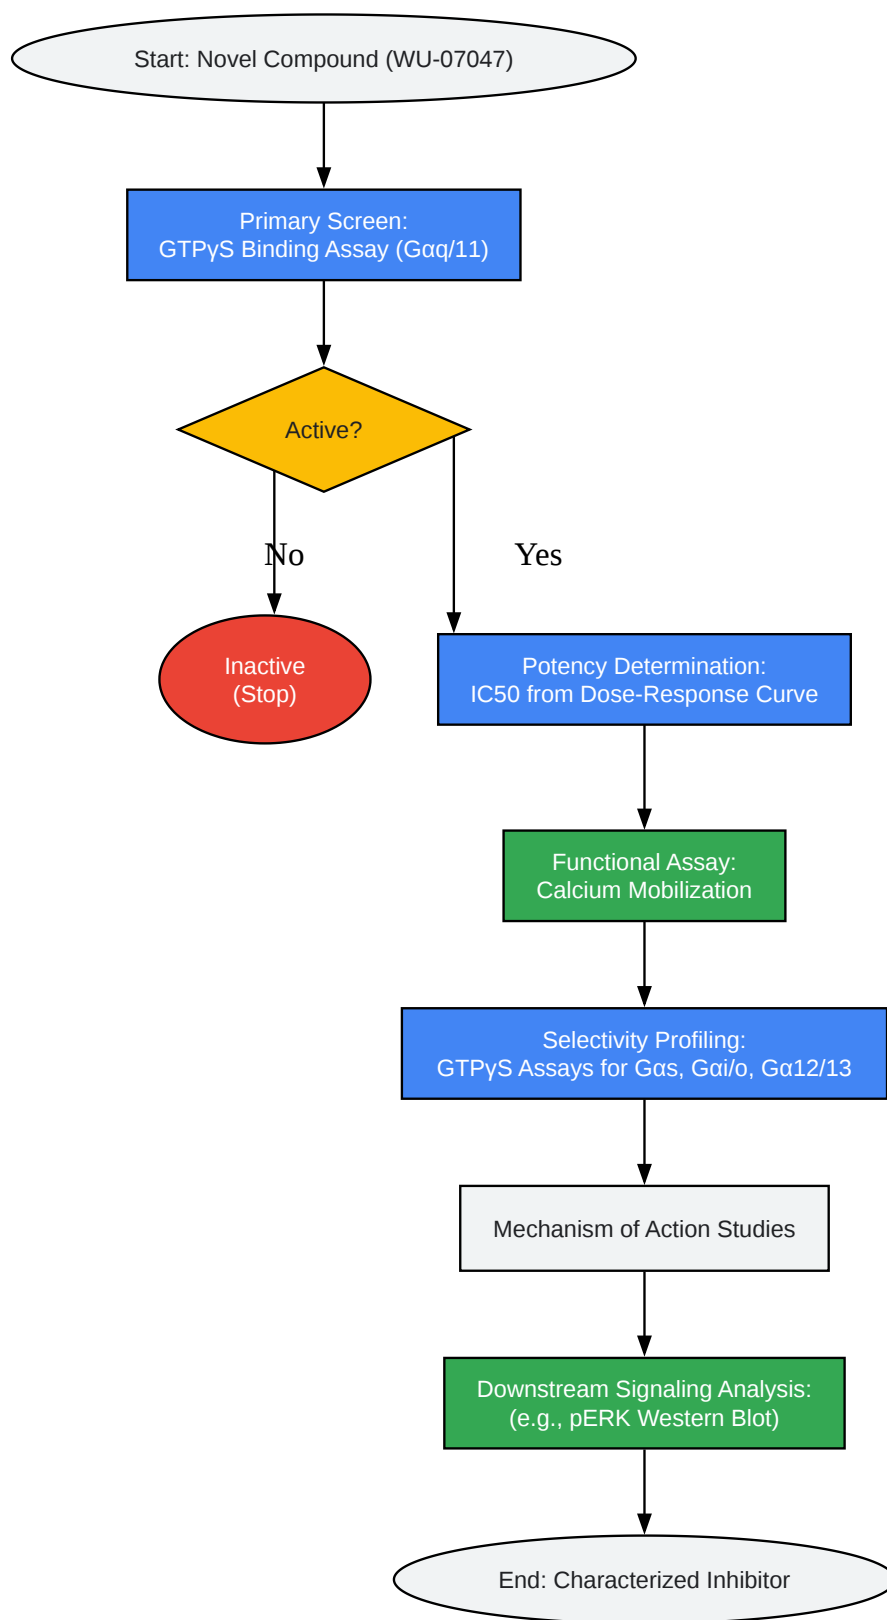 Start: Novel Compound (WU-07047)
Primary Screen:
GTPγS Binding Assay (Gαq/11)
Active?
No
Yes
Inactive
(Stop)
Potency Determination:
IC50 from Dose-Response Curve
Functional Assay:
Calcium Mobilization
Selectivity Profiling:
GTPγS Assays for Gαs, Gαi/o, Gα12/13
Mechanism of Action Studies
Downstream Signaling Analysis:
(e.g., pERK Western Blot)
End: Characterized Inhibitor